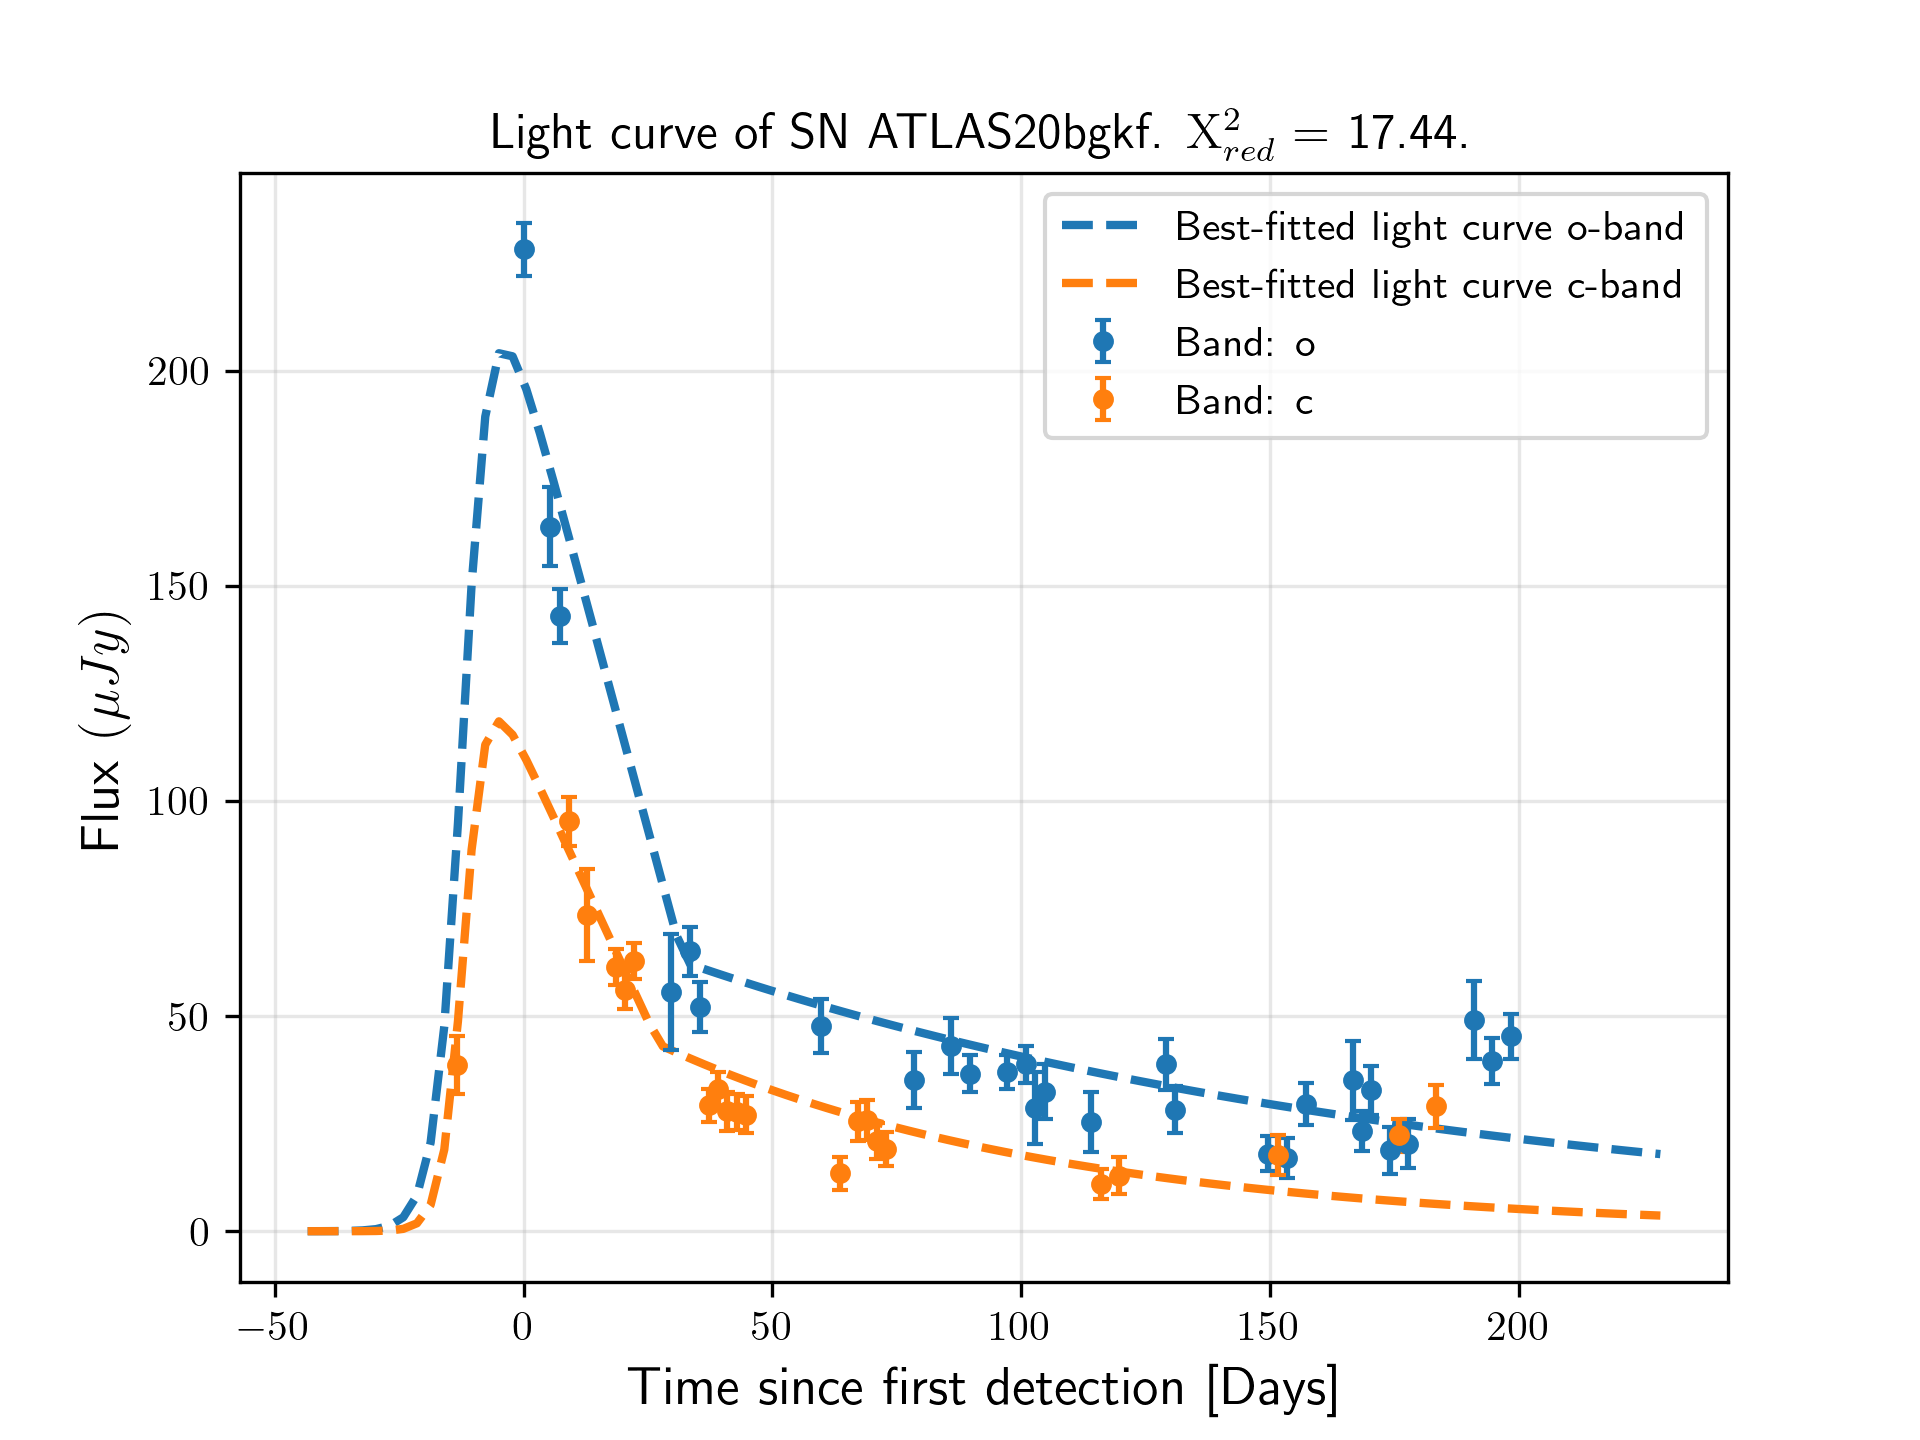 Light curve of SN ATLAS20bgkf. X²_red = 17.44.
Best-fitted light curve o-band
Best-fitted light curve c-band
Band: o
Band: c
Flux (μJy)
200
150
100
50
0
−50 0 50 100 150 200
Time since first detection [Days]